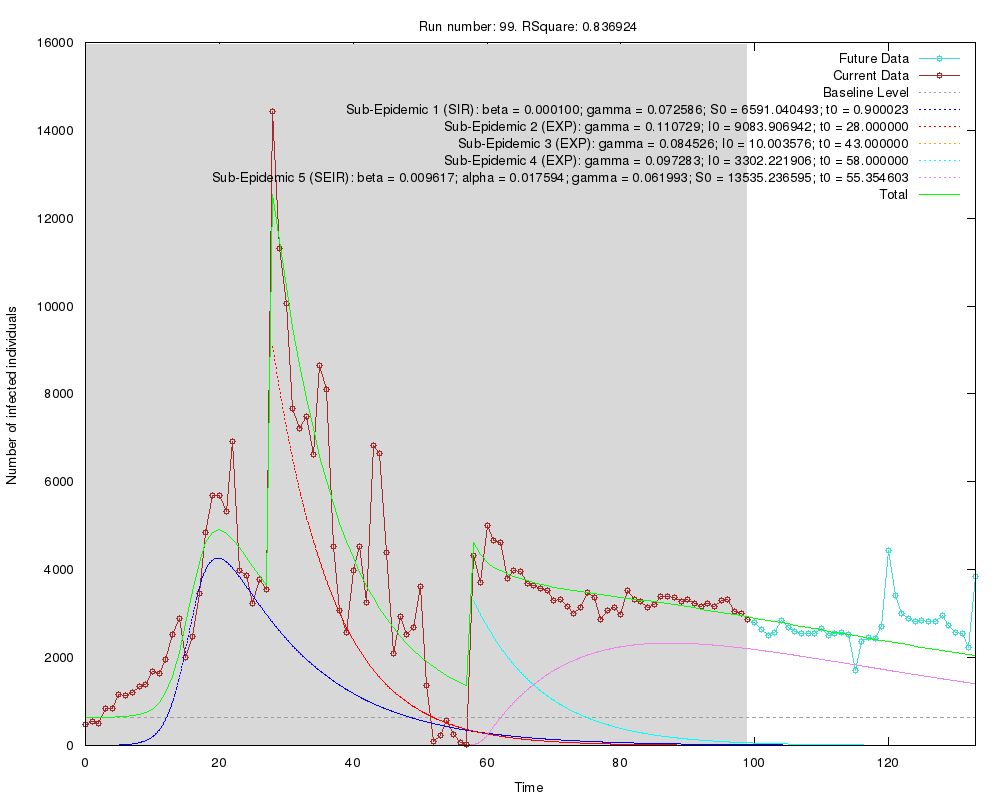 Run number: 99. RSquare: 0.836924
16000
14000
12000
10000
8000
6000
4000
2000
0
Number of infected individuals
Future Data
Current Data
Baseline Level
Sub-Epidemic 1 (SIR): beta = 0.000100; gamma = 0.072586; S0 = 6591.040493; t0 = 0.900023
Sub-Epidemic 2 (EXP): gamma = 0.110729; I0 = 9083.906942; t0 = 28.000000
Sub-Epidemic 3 (EXP): gamma = 0.084526; I0 = 10.003576; t0 = 43.000000
Sub-Epidemic 4 (EXP): gamma = 0.097283; I0 = 3302.221906; t0 = 58.000000
Sub-Epidemic 5 (SEIR): beta = 0.009617; alpha = 0.017594; gamma = 0.061993; S0 = 13535.236595; t0 = 55.354603
Total
0 20 40 60 80 100 120
Time